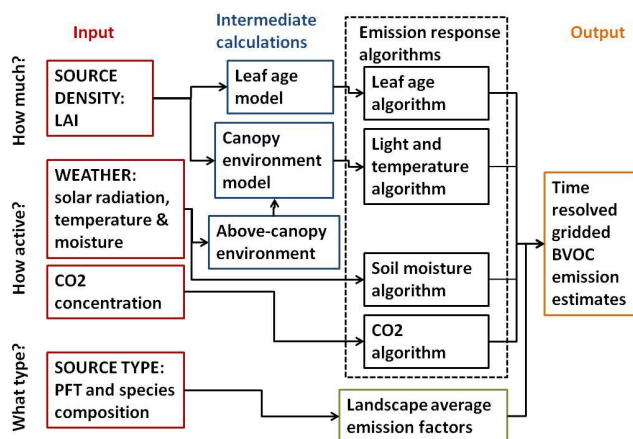 Input
Intermediate
calculations
Emission response
algorithms
Output
How much?
SOURCE
DENSITY:
LAI
Leaf age
model
Leaf age
algorithm
Canopy
environment
model
Light and
temperature
algorithm
How active?
WEATHER:
solar radiation,
temperature &
moisture
Above-canopy
environment
Time
resolved
gridded
BVOC
emission
estimates
Soil moisture
algorithm
CO2
concentration
CO2
algorithm
What type?
SOURCE TYPE:
PFT and species
composition
Landscape average
emission factors